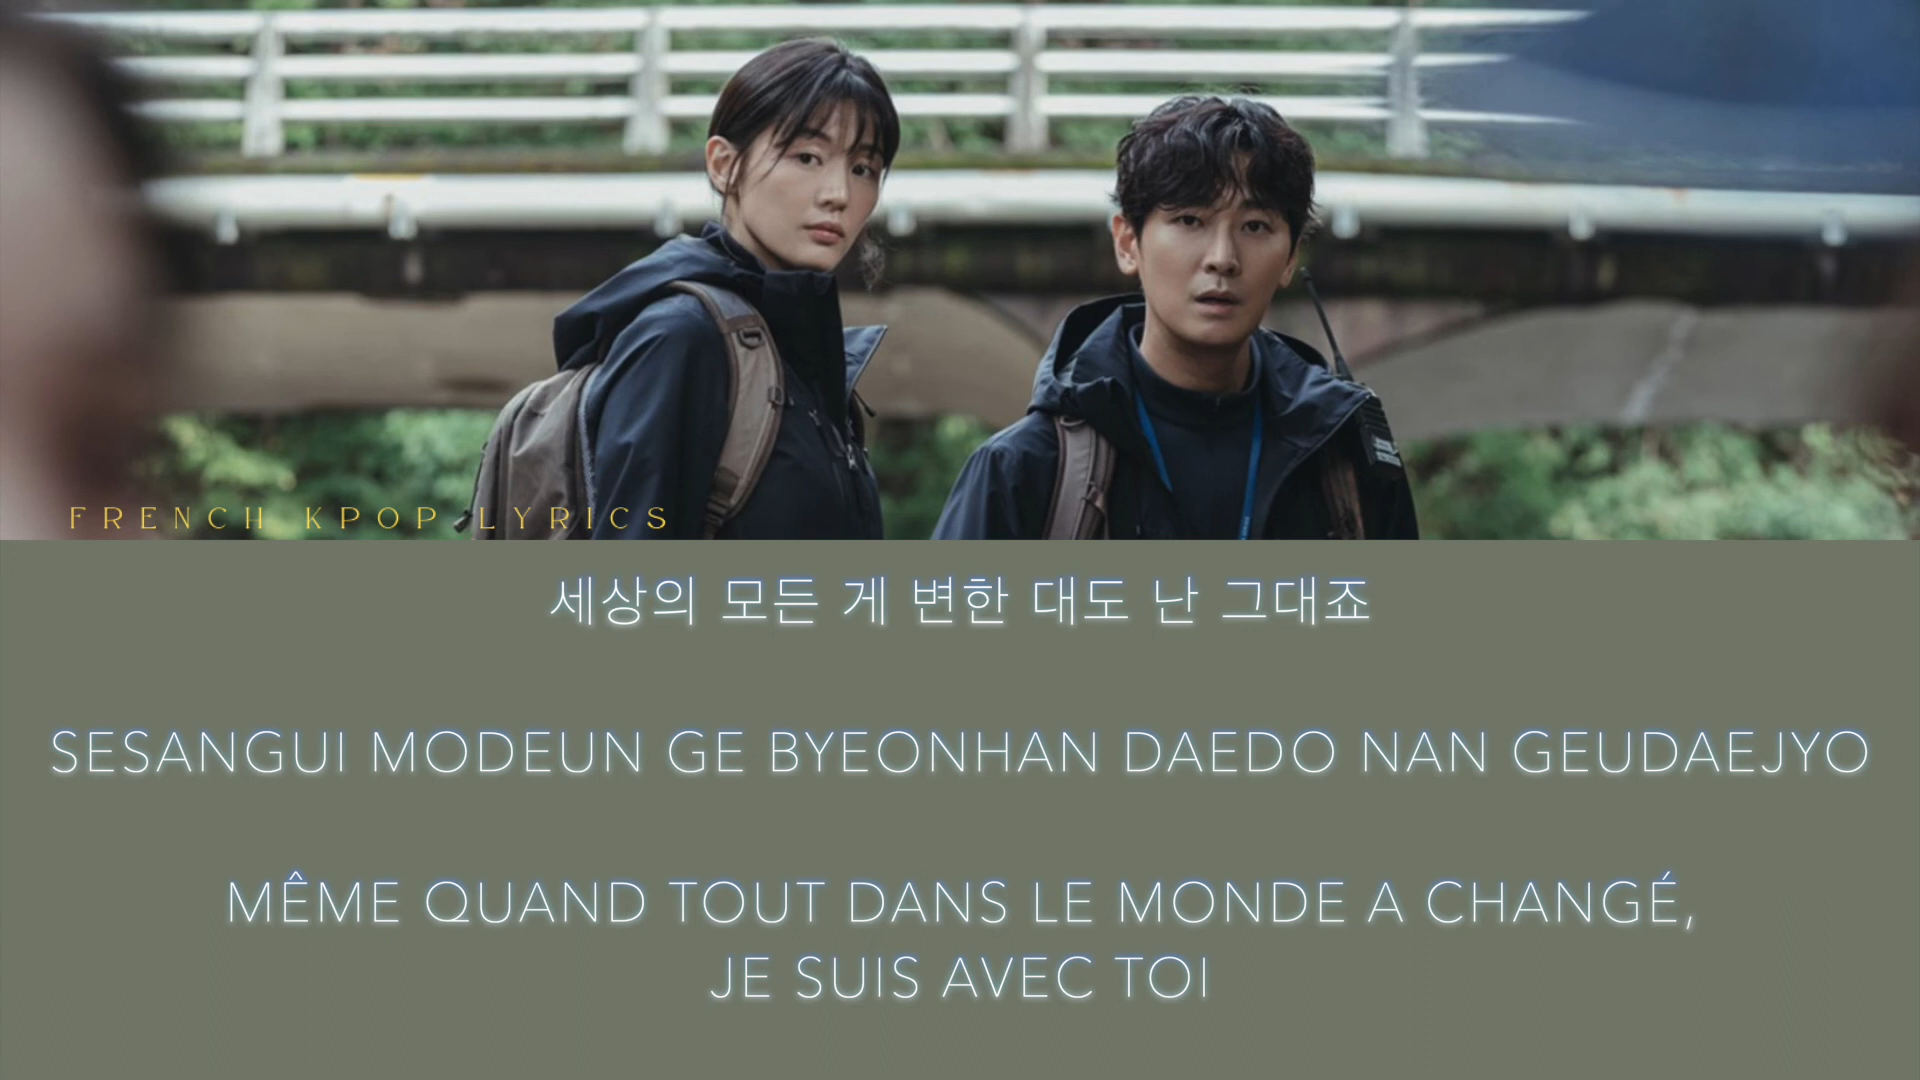 FRENCH KPOP LYRICS
세상의 모든 게 변한 대도 난 그대죠
SESANGUI MODEUN GE BYEONHAN DAEDO NAN GEUDAEJYO
MÊME QUAND TOUT DANS LE MONDE A CHANGÉ,
JE SUIS AVEC TOI